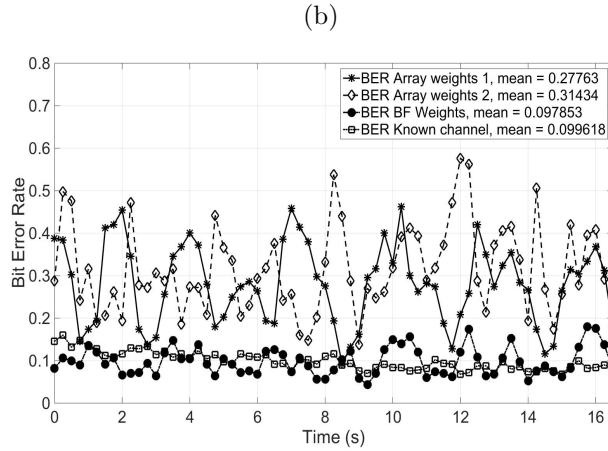 (b)
BER Array weights 1, mean = 0.27763
BER Array weights 2, mean = 0.31434
BER BF Weights, mean = 0.097853
BER Known channel, mean = 0.099618
Bit Error Rate
0.8
0.7
0.6
0.5
0.4
0.3
0.2
0.1
0
0 2 4 6 8 10 12 14 16
Time (s)